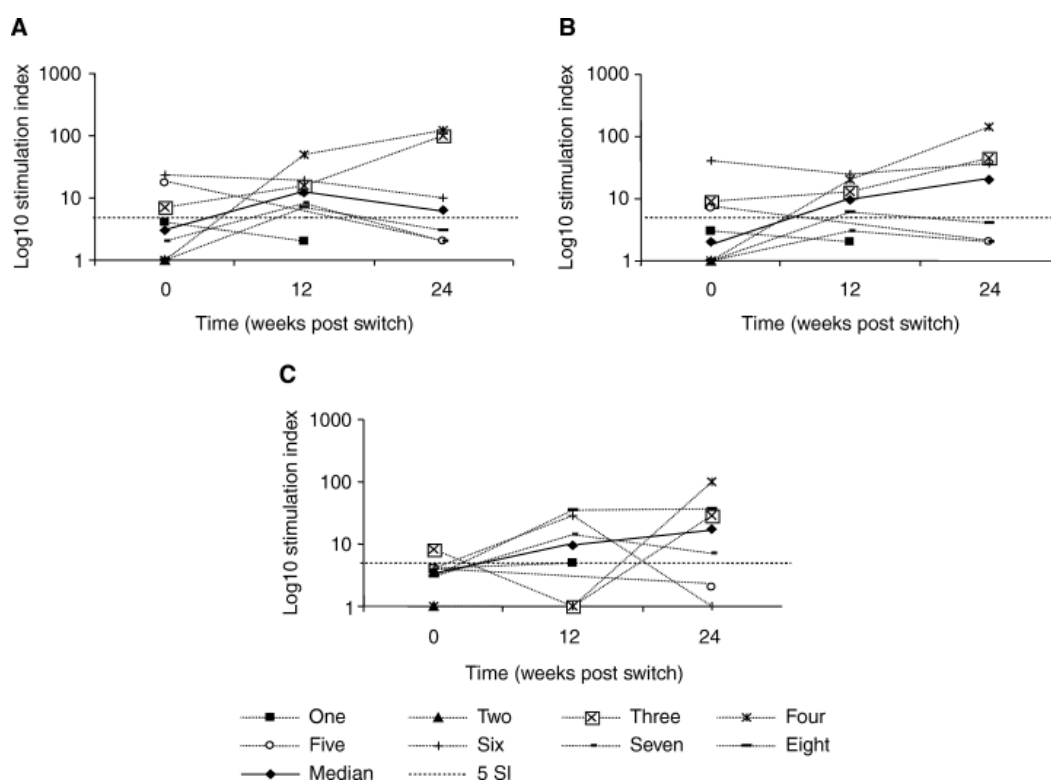 A
Log10 stimulation index
1000
100
10
1
0 12 24
Time (weeks post switch)
B
Log10 stimulation index
1000
100
10
1
0 12 24
Time (weeks post switch)
C
Log10 stimulation index
1000
100
10
1
0 12 24
Time (weeks post switch)
One Two Three Four
Five Six Seven Eight
Median 5 SI